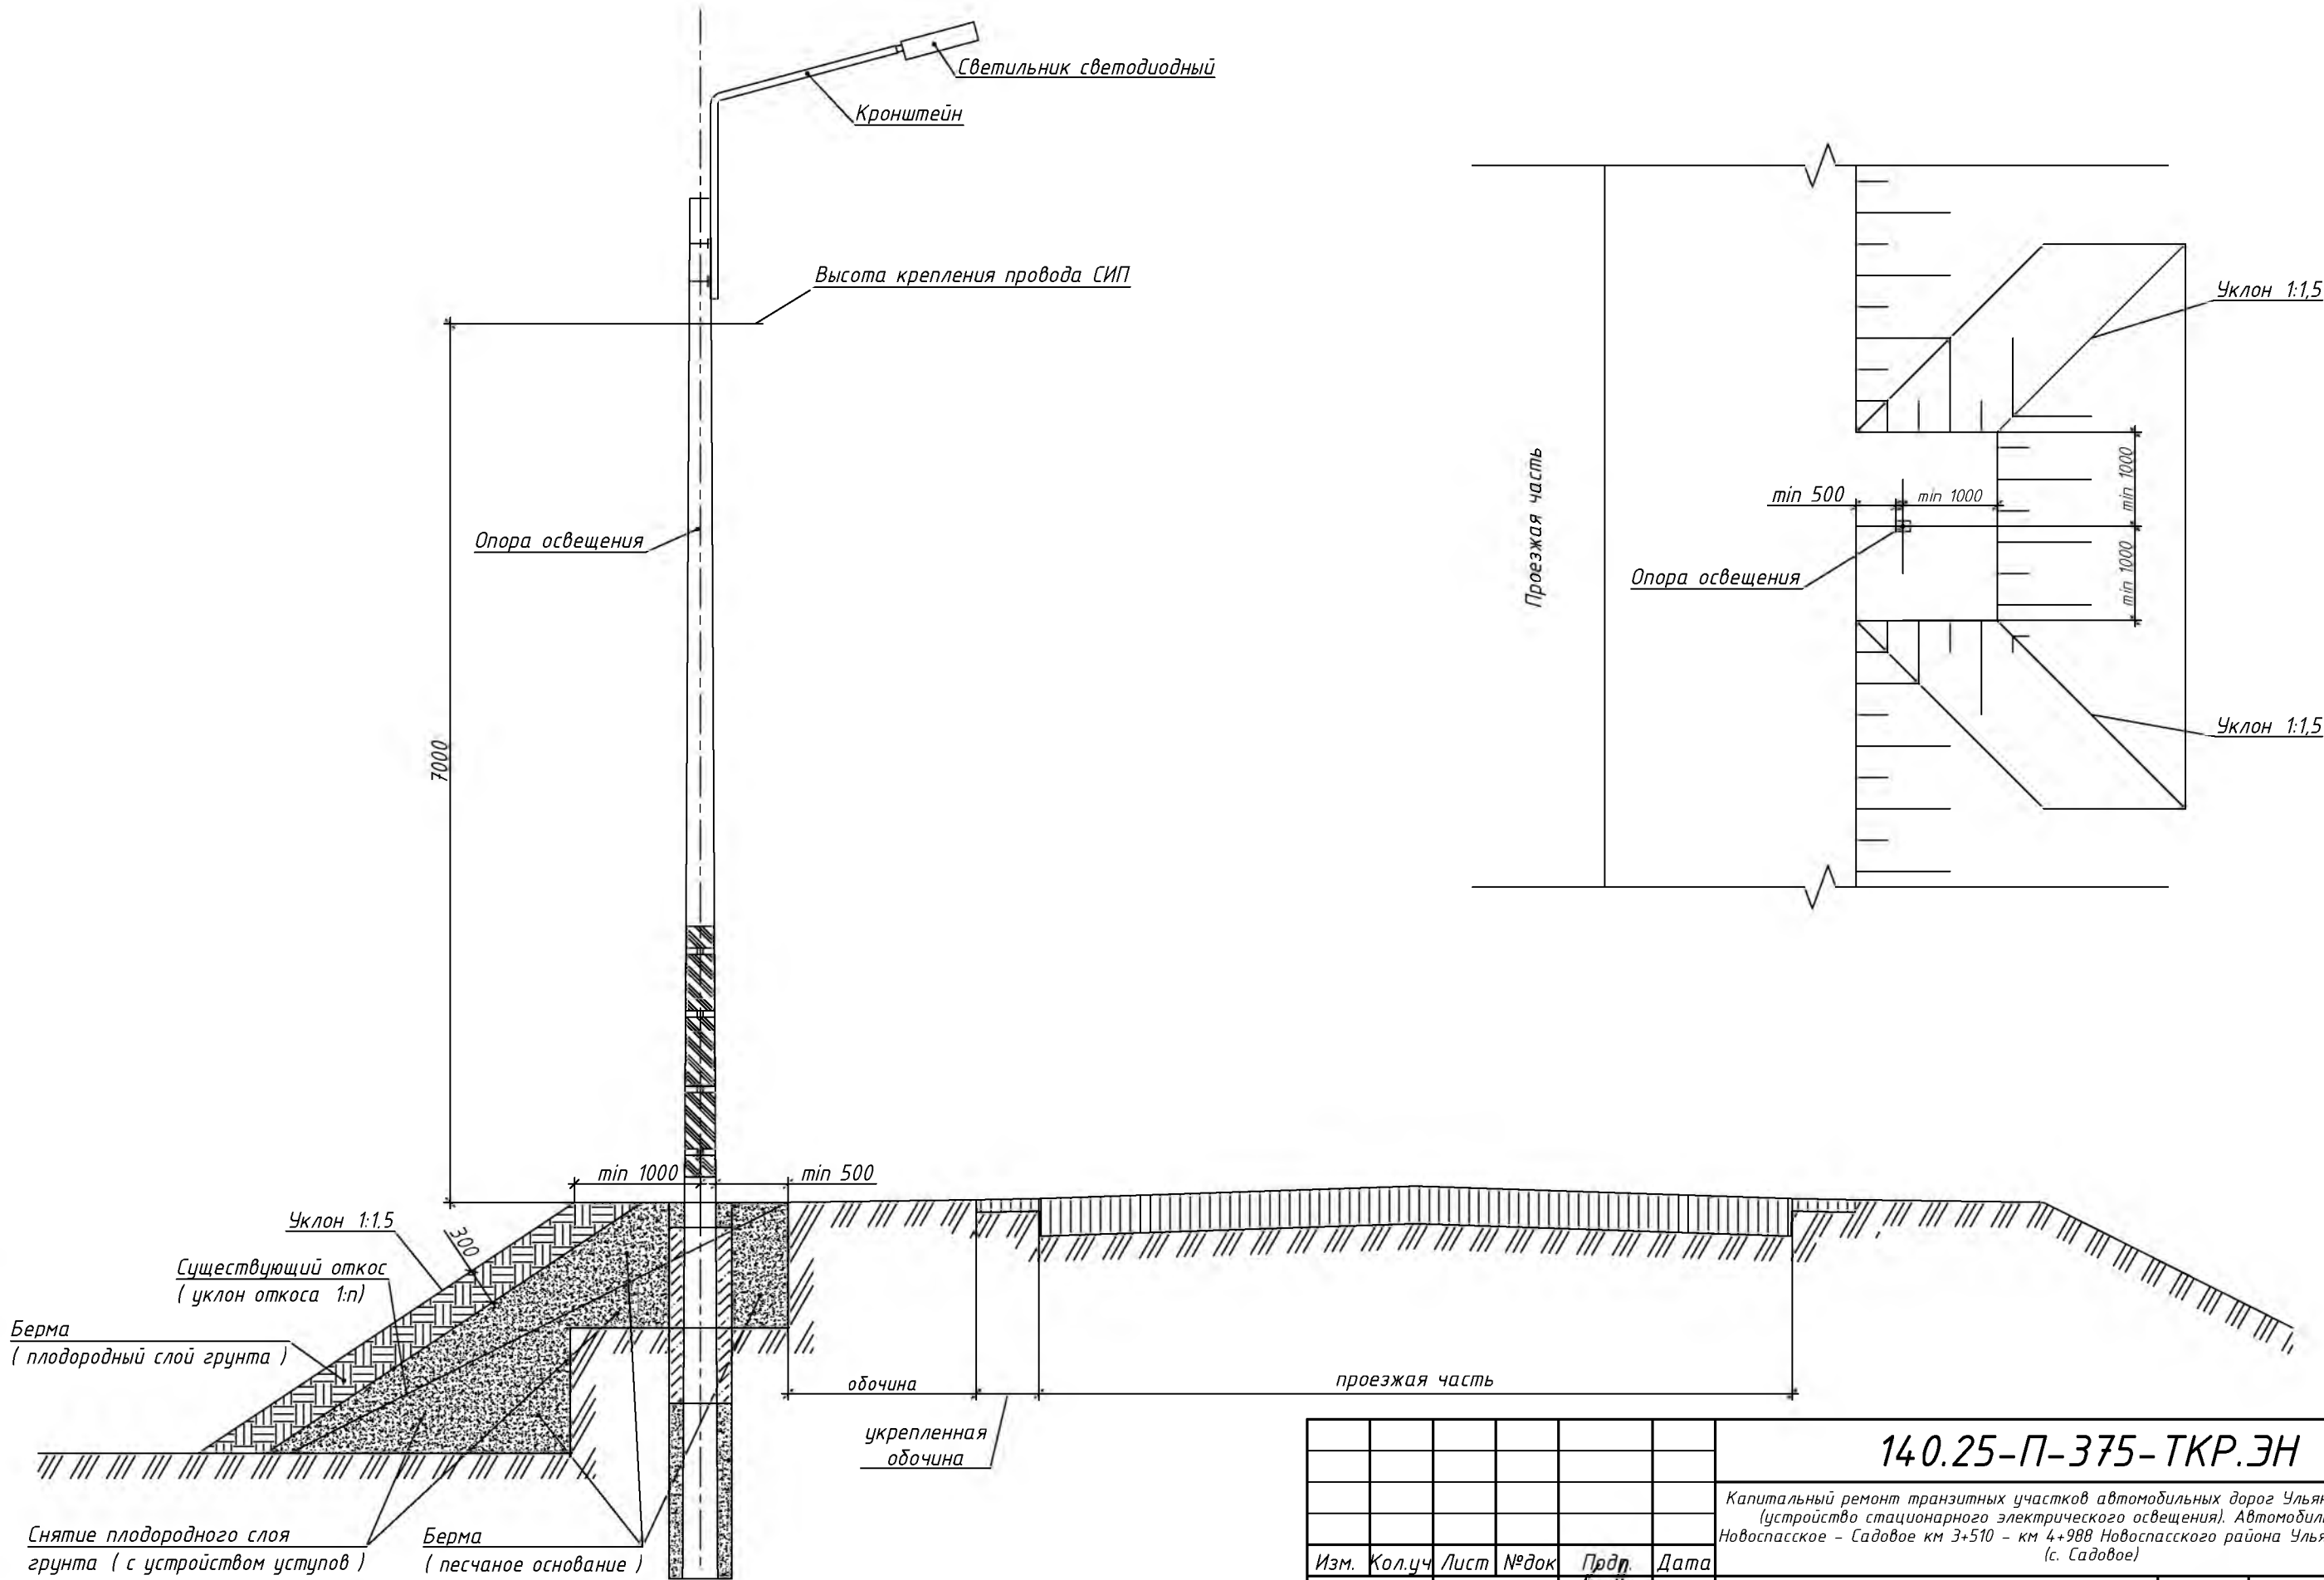 Светильник светодиодный
Кронштейн
Высота крепления провода СИП
Опора освещения
7000
min 1000
min 500
Уклон 1:1.5
300
Существующий откос
( уклон откоса 1:n)
Берма
( плодородный слой грунта )
Снятие плодородного слоя
грунта ( с устройством уступов )
Берма
( песчаное основание )
обочина
укрепленная
обочина
проезжая часть
Проезжая часть
Уклон 1:1,5
min 500
min 1000
min 1000
min 1000
Опора освещения
Уклон 1:1,5
140.25-П-375-ТКР.ЭН
Капитальный ремонт транзитных участков автомобильных дорог
(устройство стационарного электрического освещения).
Новоспасское - Садовое км 3+510 - км 4+988 Новоспасского района
(с. Садовое)
Изм. Кол.уч Лист №док Подп. Дата